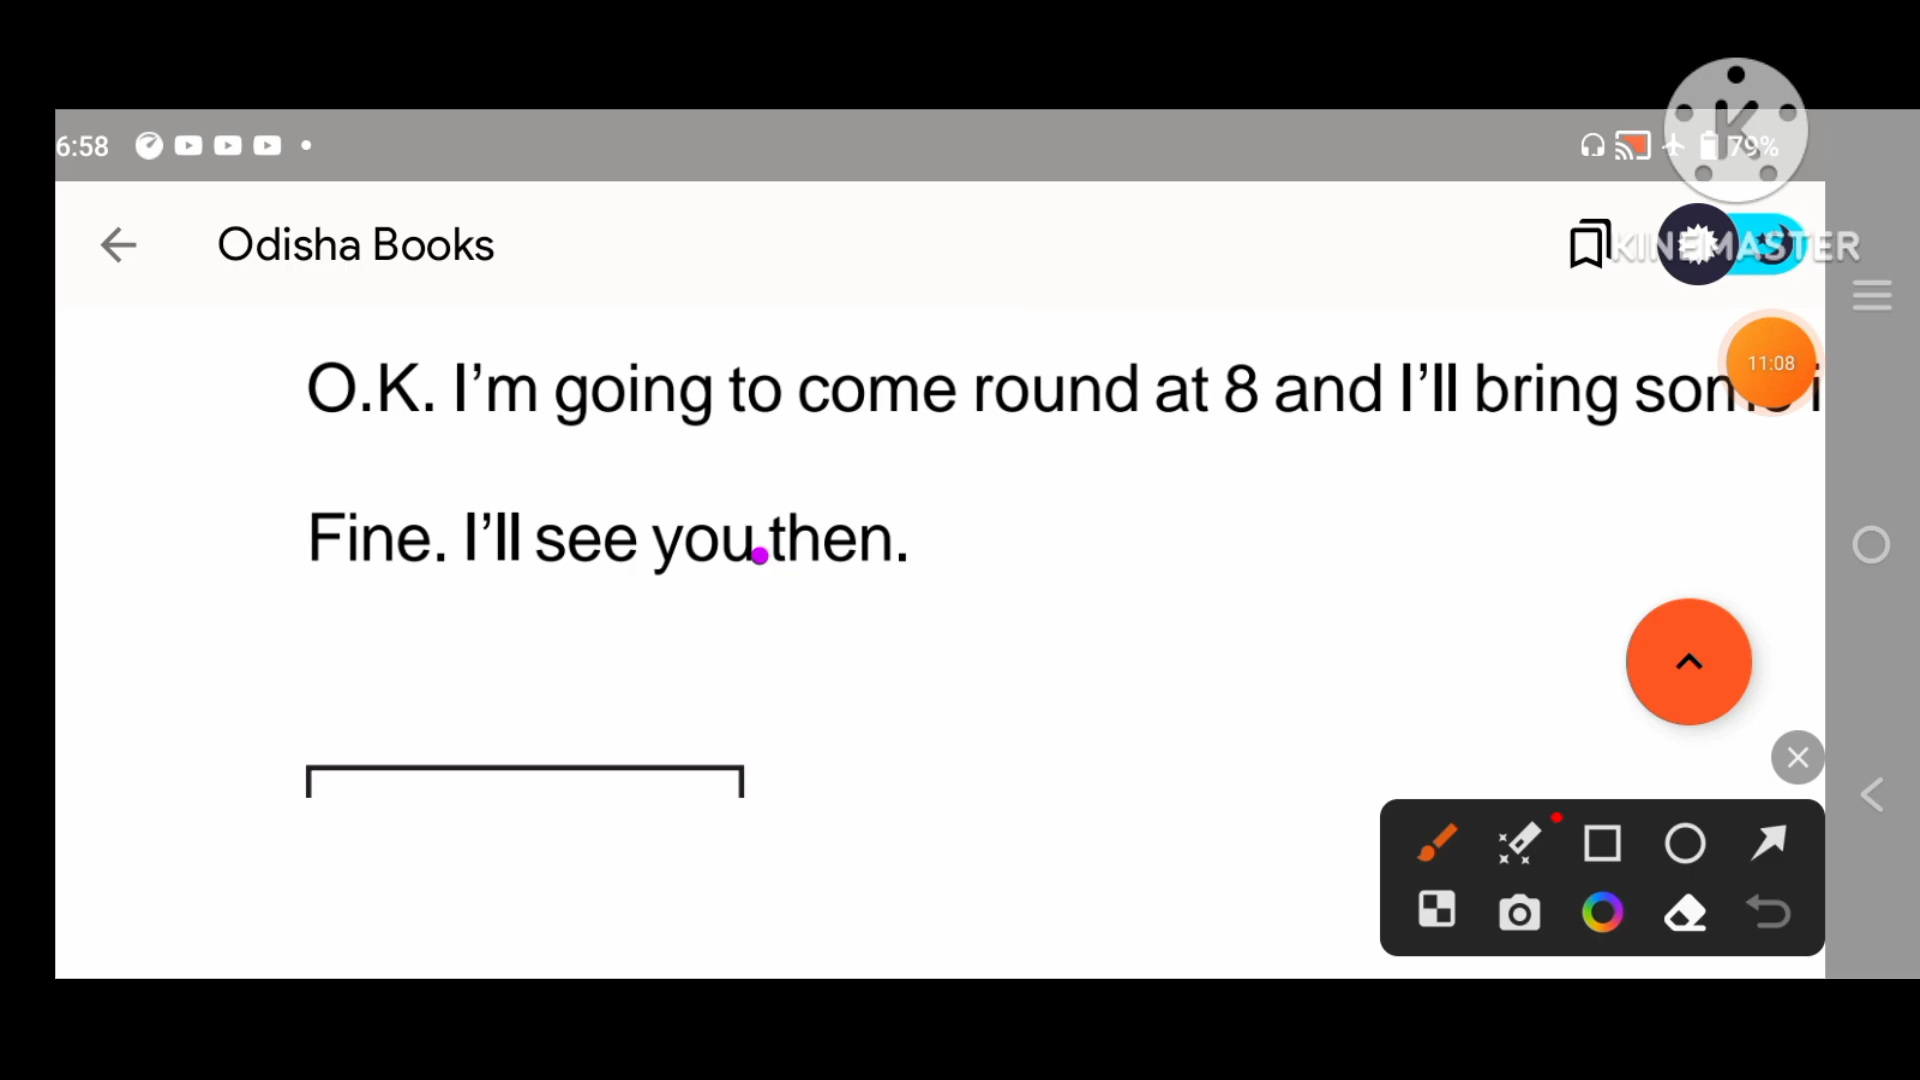 6:58
79%
Odisha Books
KINEMASTER
11:08
O.K. I'm going to come round at 8 and I'll bring
Fine. I'll see you then.